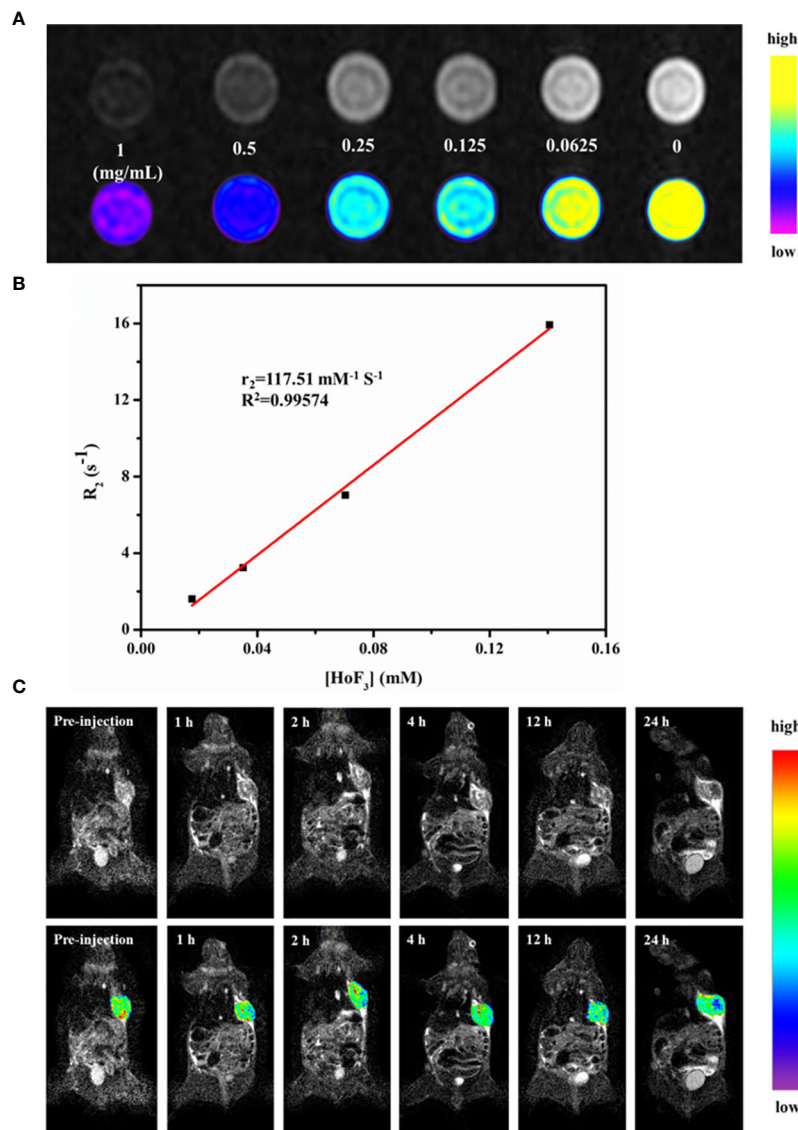 A
high
1 0.5 0.25 0.125 0.0625 0
(mg/mL)
low
B
16
12
8
4
0
r₂=117.51 mM⁻¹ S⁻¹
R²=0.99574
R₂ (s⁻¹)
0.00 0.04 0.08 0.12 0.16
[HoF₃] (mM)
C
Pre-injection 1 h 2 h 4 h 12 h 24 h
high
Pre-injection 1 h 2 h 4 h 12 h 24 h
low